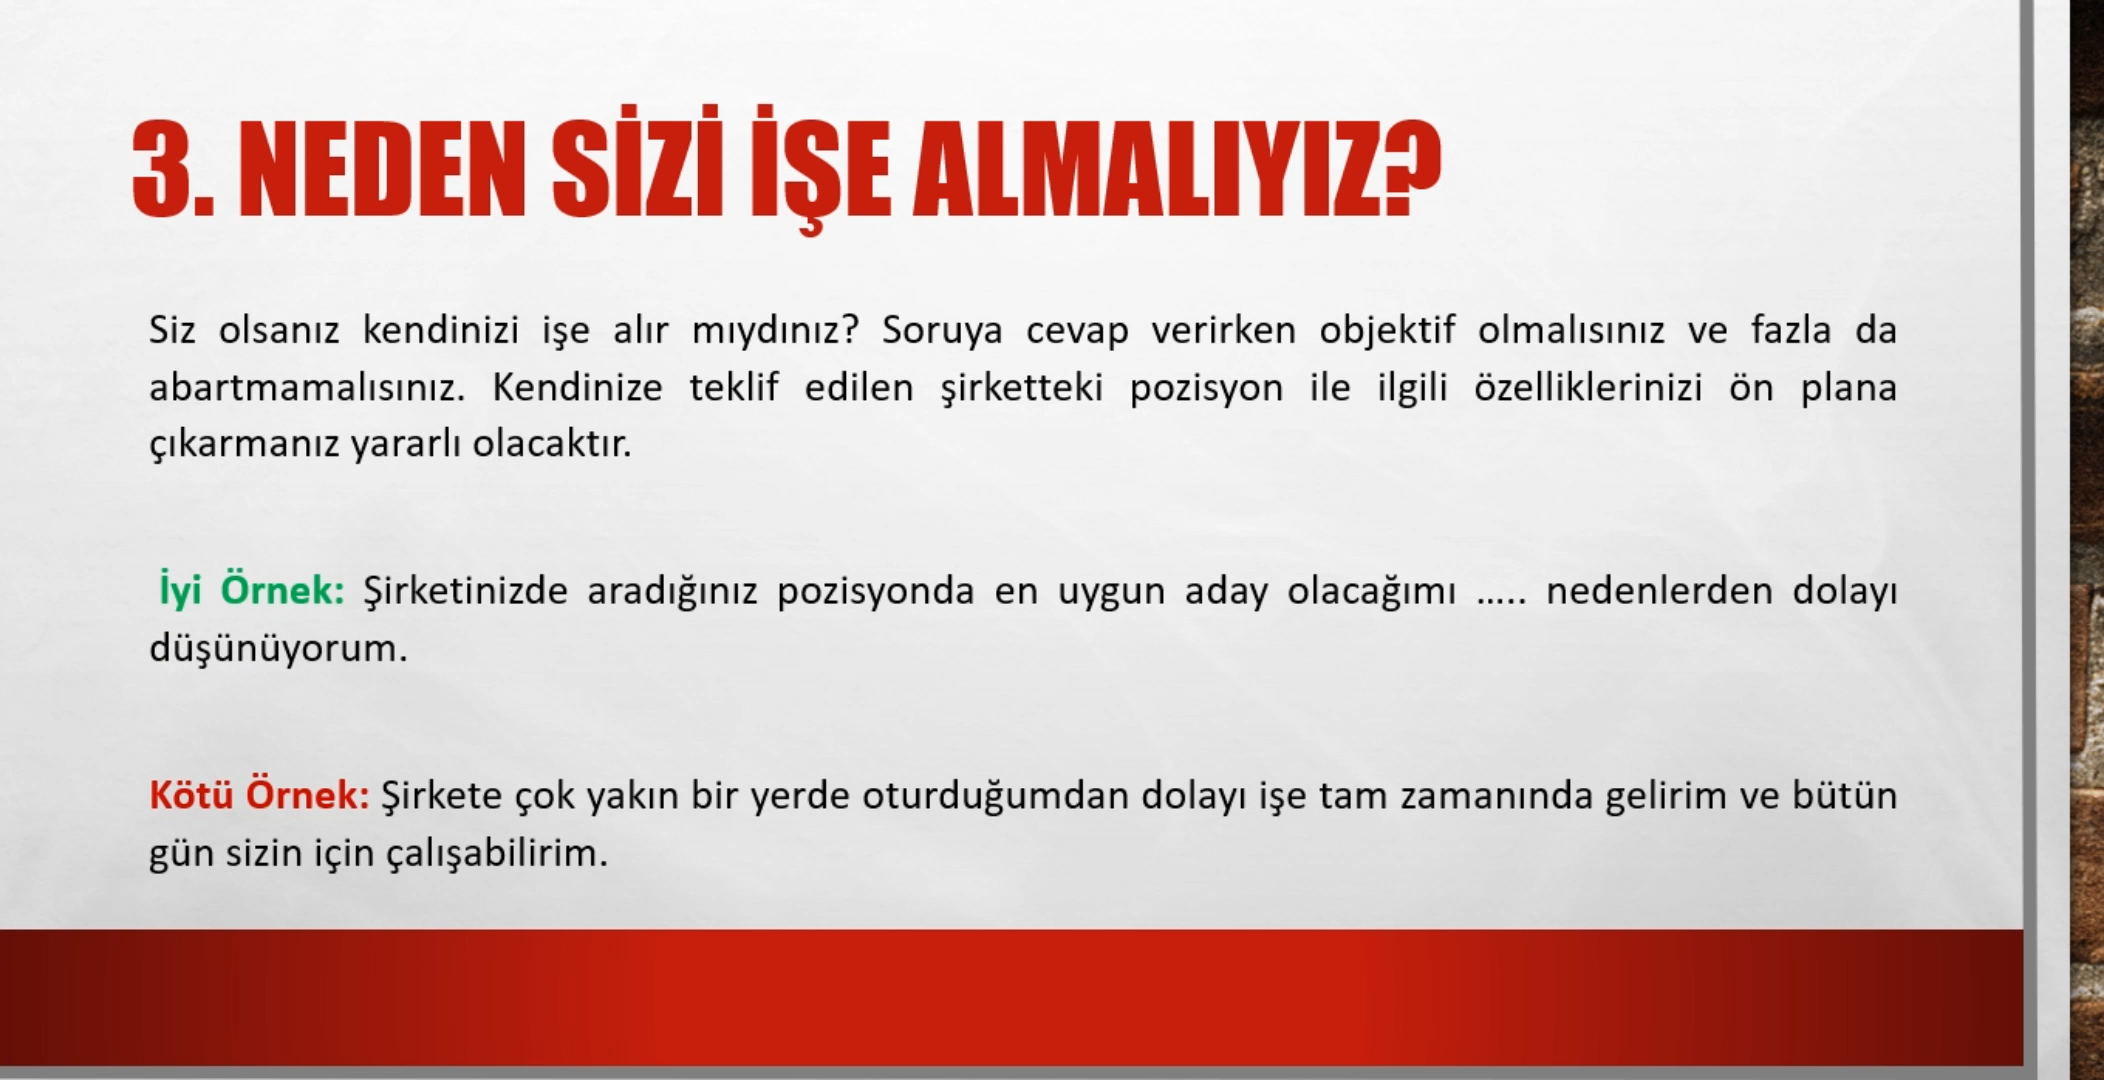 3. NEDEN SİZİ İŞE ALMALIYIZ?
Siz olsanız kendinizi işe alır mıydınız? Soruya cevap verirken objektif olmalısınız ve fazla da
abartmamalısınız. Kendinize teklif edilen şirketteki pozisyon ile ilgili özelliklerinizi ön plana
çıkarmanız yararlı olacaktır.
İyi Örnek: Şirketinizde aradığınız pozisyonda en uygun aday olacağımı ….. nedenlerden dolayı
düşünüyorum.
Kötü Örnek: Şirkete çok yakın bir yerde oturduğumdan dolayı işe tam zamanında gelirim ve bütün
gün sizin için çalışabilirim.